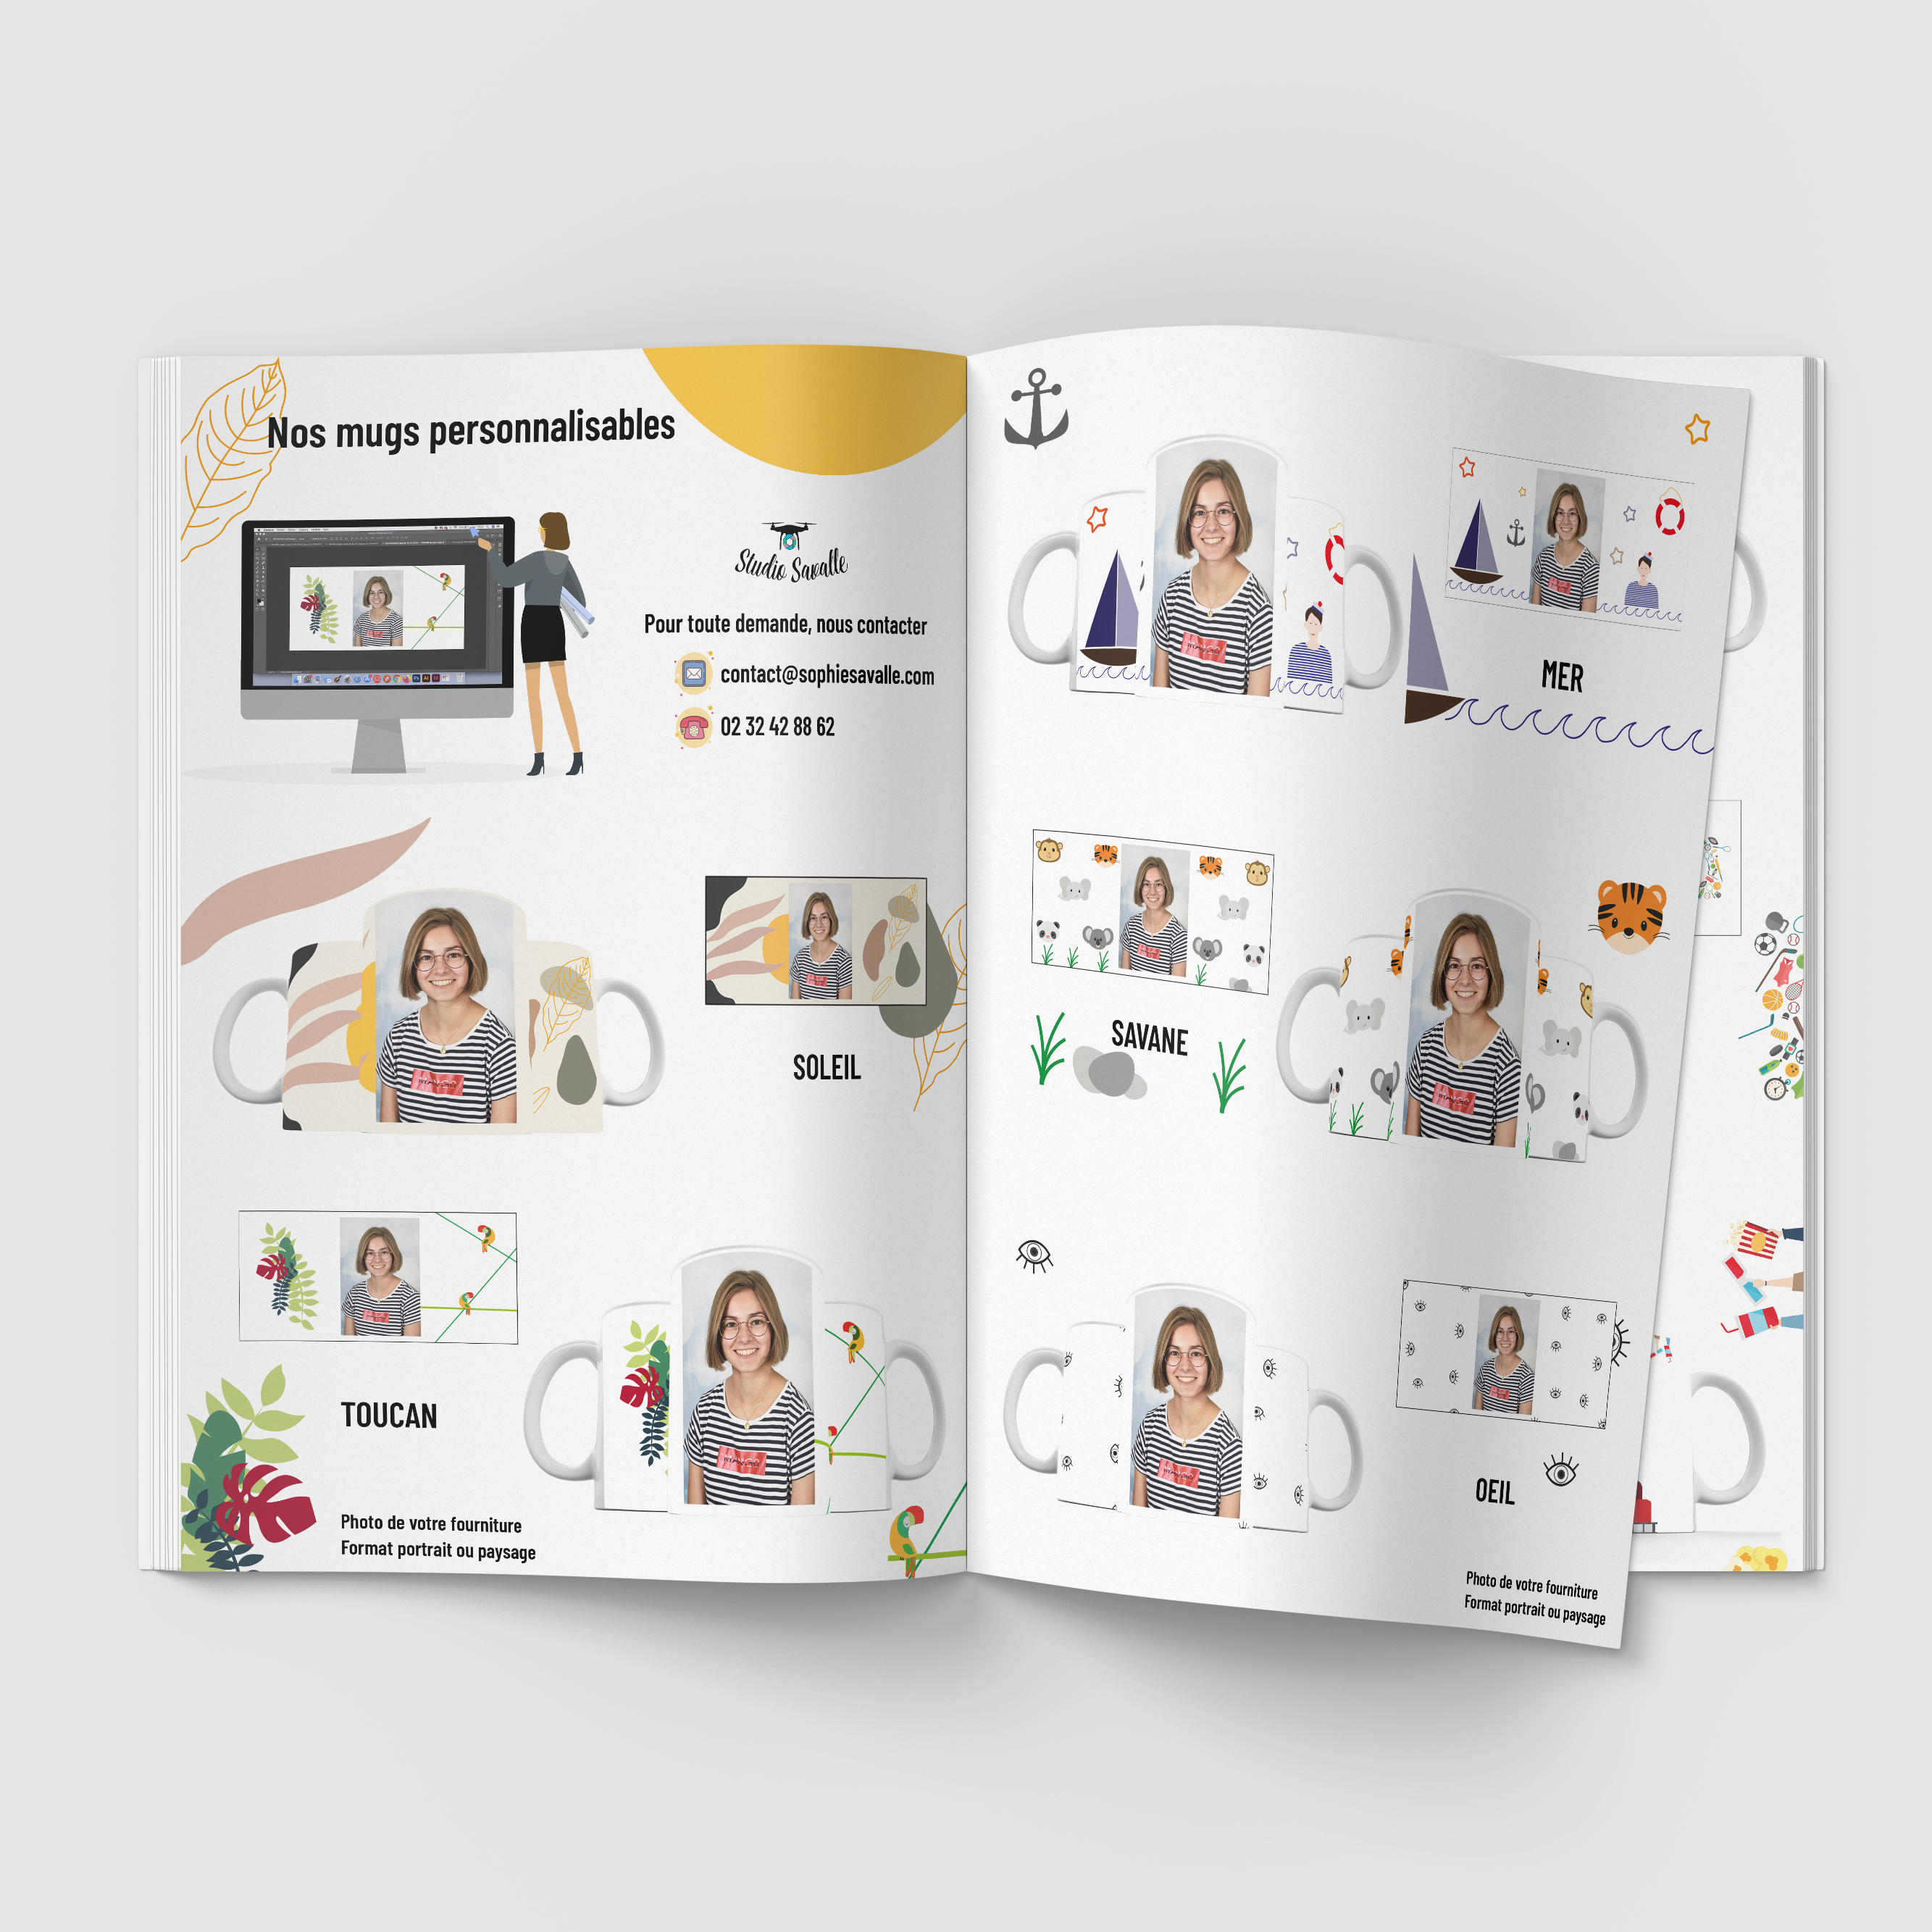 Nos mugs personnalisables
Studio Savalle
Pour toute demande, nous contacter
contact@sophiesavalle.com
02 32 42 88 62
SOLEIL
TOUCAN
Photo de votre fourniture
Format portrait ou paysage
MER
SAVANE
OEIL
Photo de votre fourniture
Format portrait ou paysage